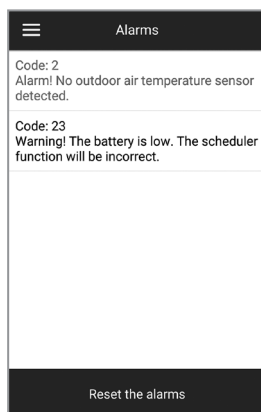 Alarms
Code: 2
Alarm! No outdoor air temperature sensor
detected.
Code: 23
Warning! The battery is low. The scheduler
function will be incorrect.
Reset the alarms